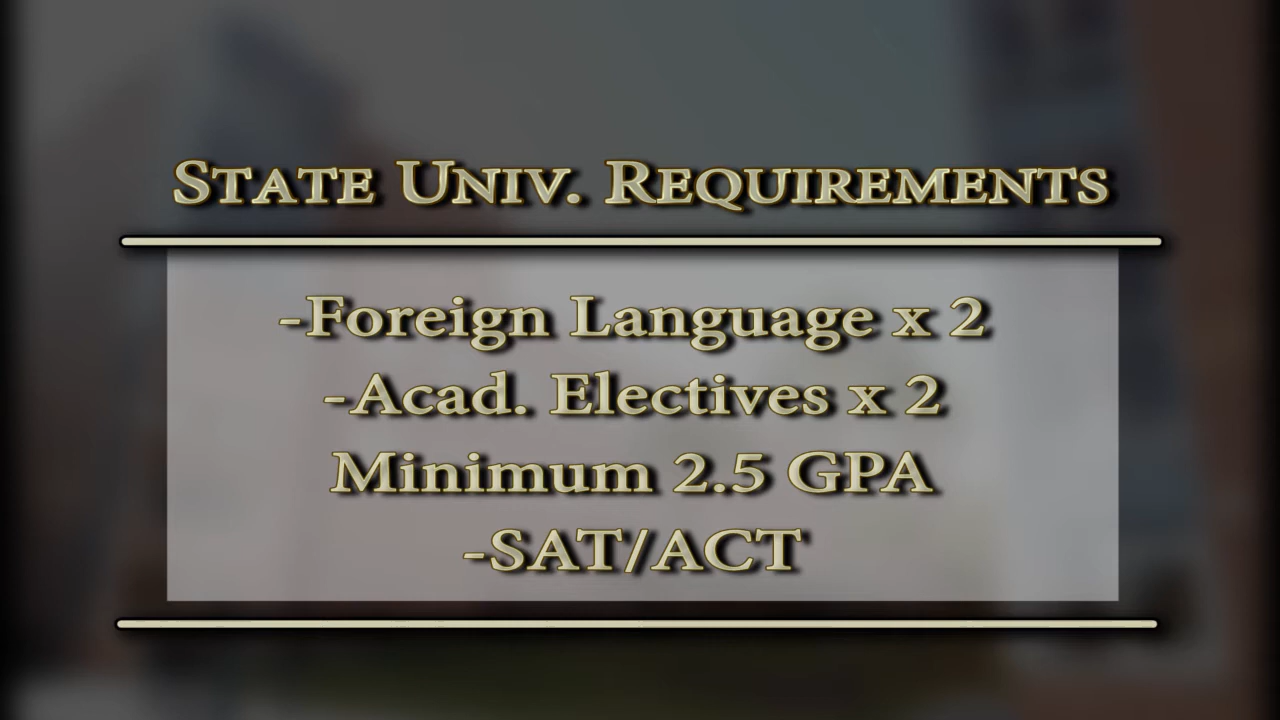 State Univ. Requirements
-Foreign Language x 2
-Acad. Electives x 2
Minimum 2.5 GPA
-SAT/ACT